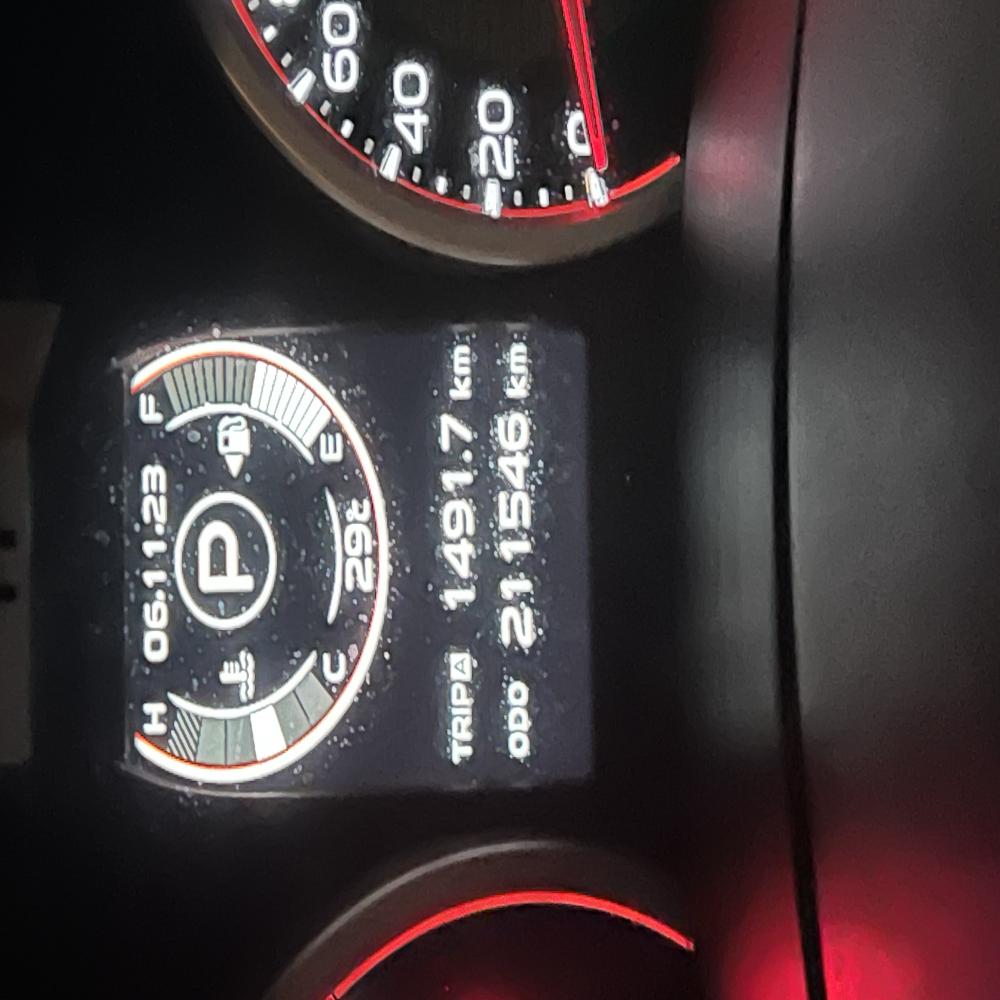 H 06.11.23 F
P
C 29℃ E
TRIP A 1491.7 km
ODO 211546 km
0
20
40
60